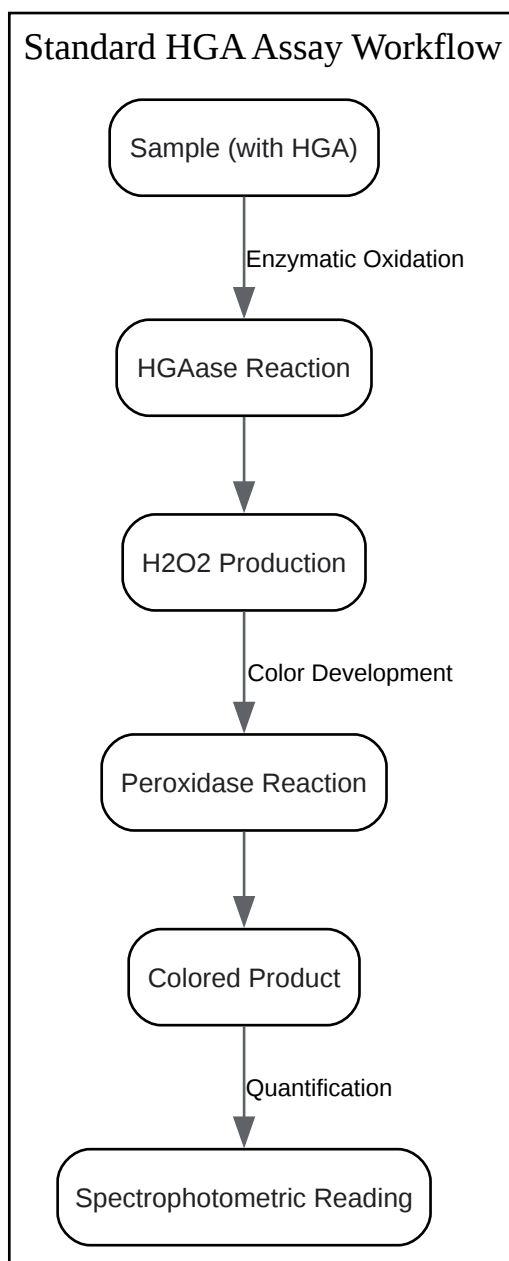 Standard HGA Assay Workflow
Sample (with HGA)
Enzymatic Oxidation
HGAase Reaction
H2O2 Production
Color Development
Peroxidase Reaction
Colored Product
Quantification
Spectrophotometric Reading